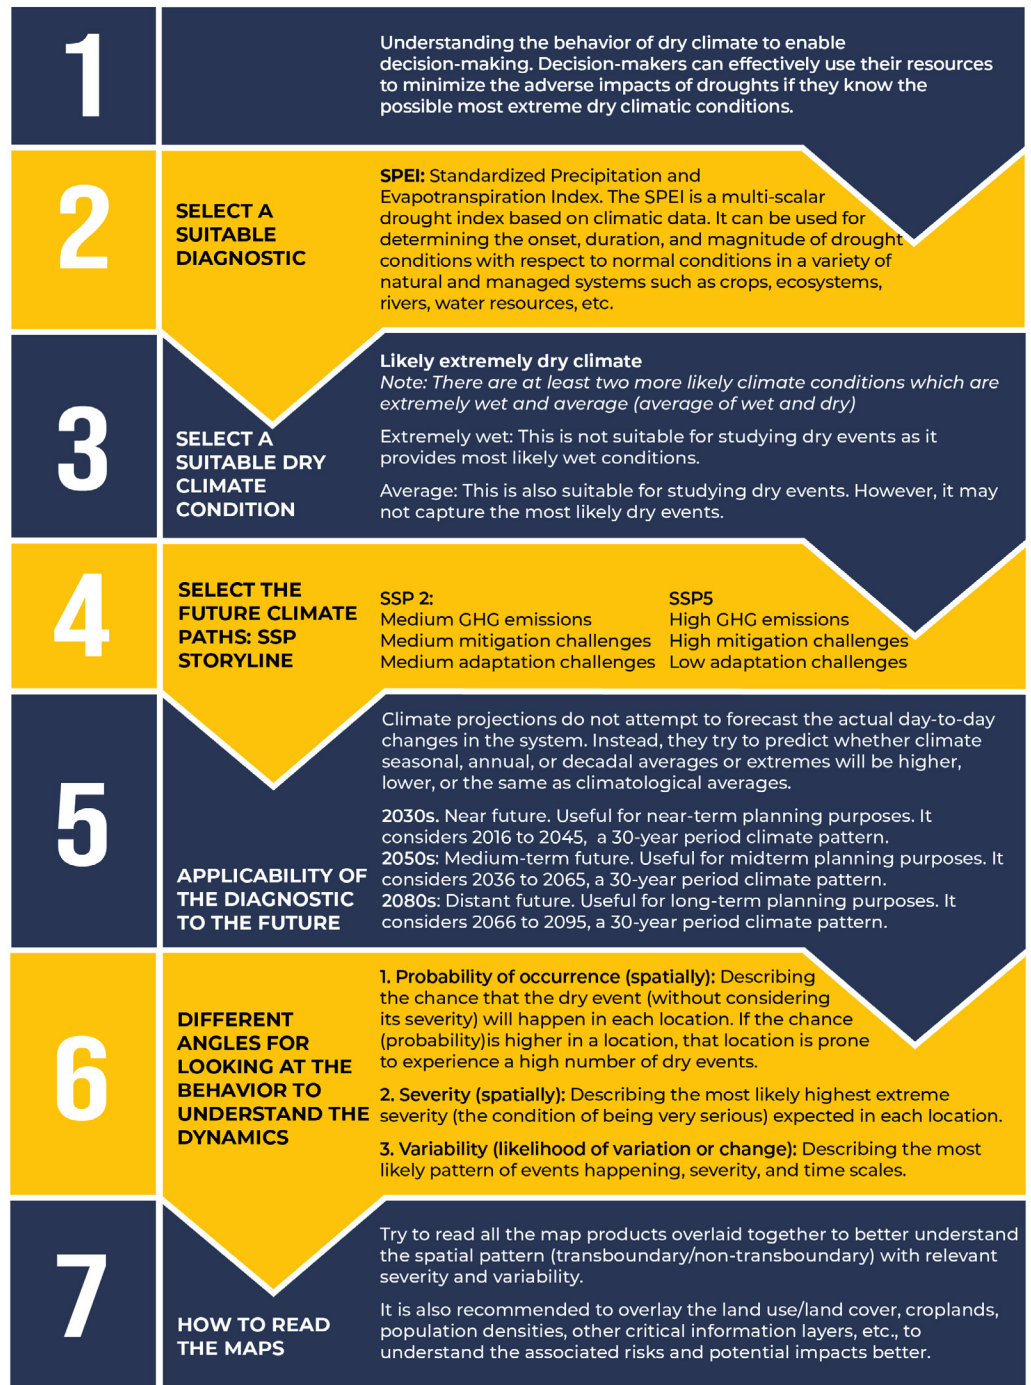 1
Understanding the behavior of dry climate to enable
decision-making. Decision-makers can effectively use their resources
to minimize the adverse impacts of droughts if they know the
possible most extreme dry climatic conditions.
2
SELECT A
SUITABLE
DIAGNOSTIC
SPEI: Standardized Precipitation and
Evapotranspiration Index. The SPEI is a multi-scalar
drought index based on climatic data. It can be used for
determining the onset, duration, and magnitude of drought
conditions with respect to normal conditions in a variety of
natural and managed systems such as crops, ecosystems,
rivers, water resources, etc.
3
SELECT A
SUITABLE DRY
CLIMATE
CONDITION
Likely extremely dry climate
Note: There are at least two more likely climate conditions which are
extremely wet and average (average of wet and dry)
Extremely wet: This is not suitable for studying dry events as it
provides most likely wet conditions.
Average: This is also suitable for studying dry events. However, it may
not capture the most likely dry events.
4
SELECT THE
FUTURE CLIMATE
PATHS: SSP
STORYLINE
SSP 2:
Medium GHG emissions
Medium mitigation challenges
Medium adaptation challenges
SSP5
High GHG emissions
High mitigation challenges
Low adaptation challenges
5
APPLICABILITY OF
THE DIAGNOSTIC
TO THE FUTURE
Climate projections do not attempt to forecast the actual day-to-day
changes in the system. Instead, they try to predict whether climate
seasonal, annual, or decadal averages or extremes will be higher,
lower, or the same as climatological averages.
2030s. Near future. Useful for near-term planning purposes. It
considers 2016 to 2045, a 30-year period climate pattern.
2050s: Medium-term future. Useful for midterm planning purposes. It
considers 2036 to 2065, a 30-year period climate pattern.
2080s: Distant future. Useful for long-term planning purposes. It
considers 2066 to 2095, a 30-year period climate pattern.
6
DIFFERENT
ANGLES FOR
LOOKING AT THE
BEHAVIOR TO
UNDERSTAND THE
DYNAMICS
1. Probability of occurrence (spatially): Describing
the chance that the dry event (without considering
its severity) will happen in each location. If the chance
(probability)is higher in a location, that location is prone
to experience a high number of dry events.
2. Severity (spatially): Describing the most likely highest extreme
severity (the condition of being very serious) expected in each location.
3. Variability (likelihood of variation or change): Describing the most
likely pattern of events happening, severity, and time scales.
7
HOW TO READ
THE MAPS
Try to read all the map products overlaid together to better understand
the spatial pattern (transboundary/non-transboundary) with relevant
severity and variability.
It is also recommended to overlay the land use/land cover, croplands,
population densities, other critical information layers, etc., to
understand the associated risks and potential impacts better.